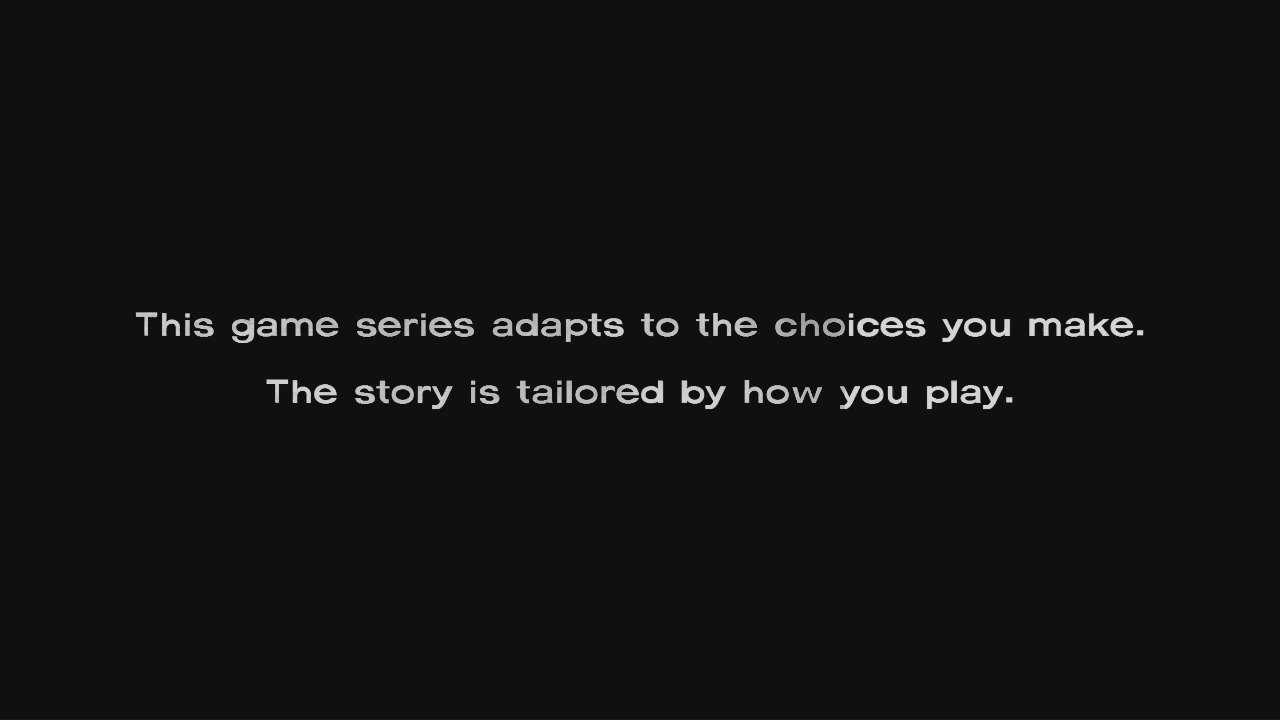 This game series adapts to the choices you make.
The story is tailored by how you play.